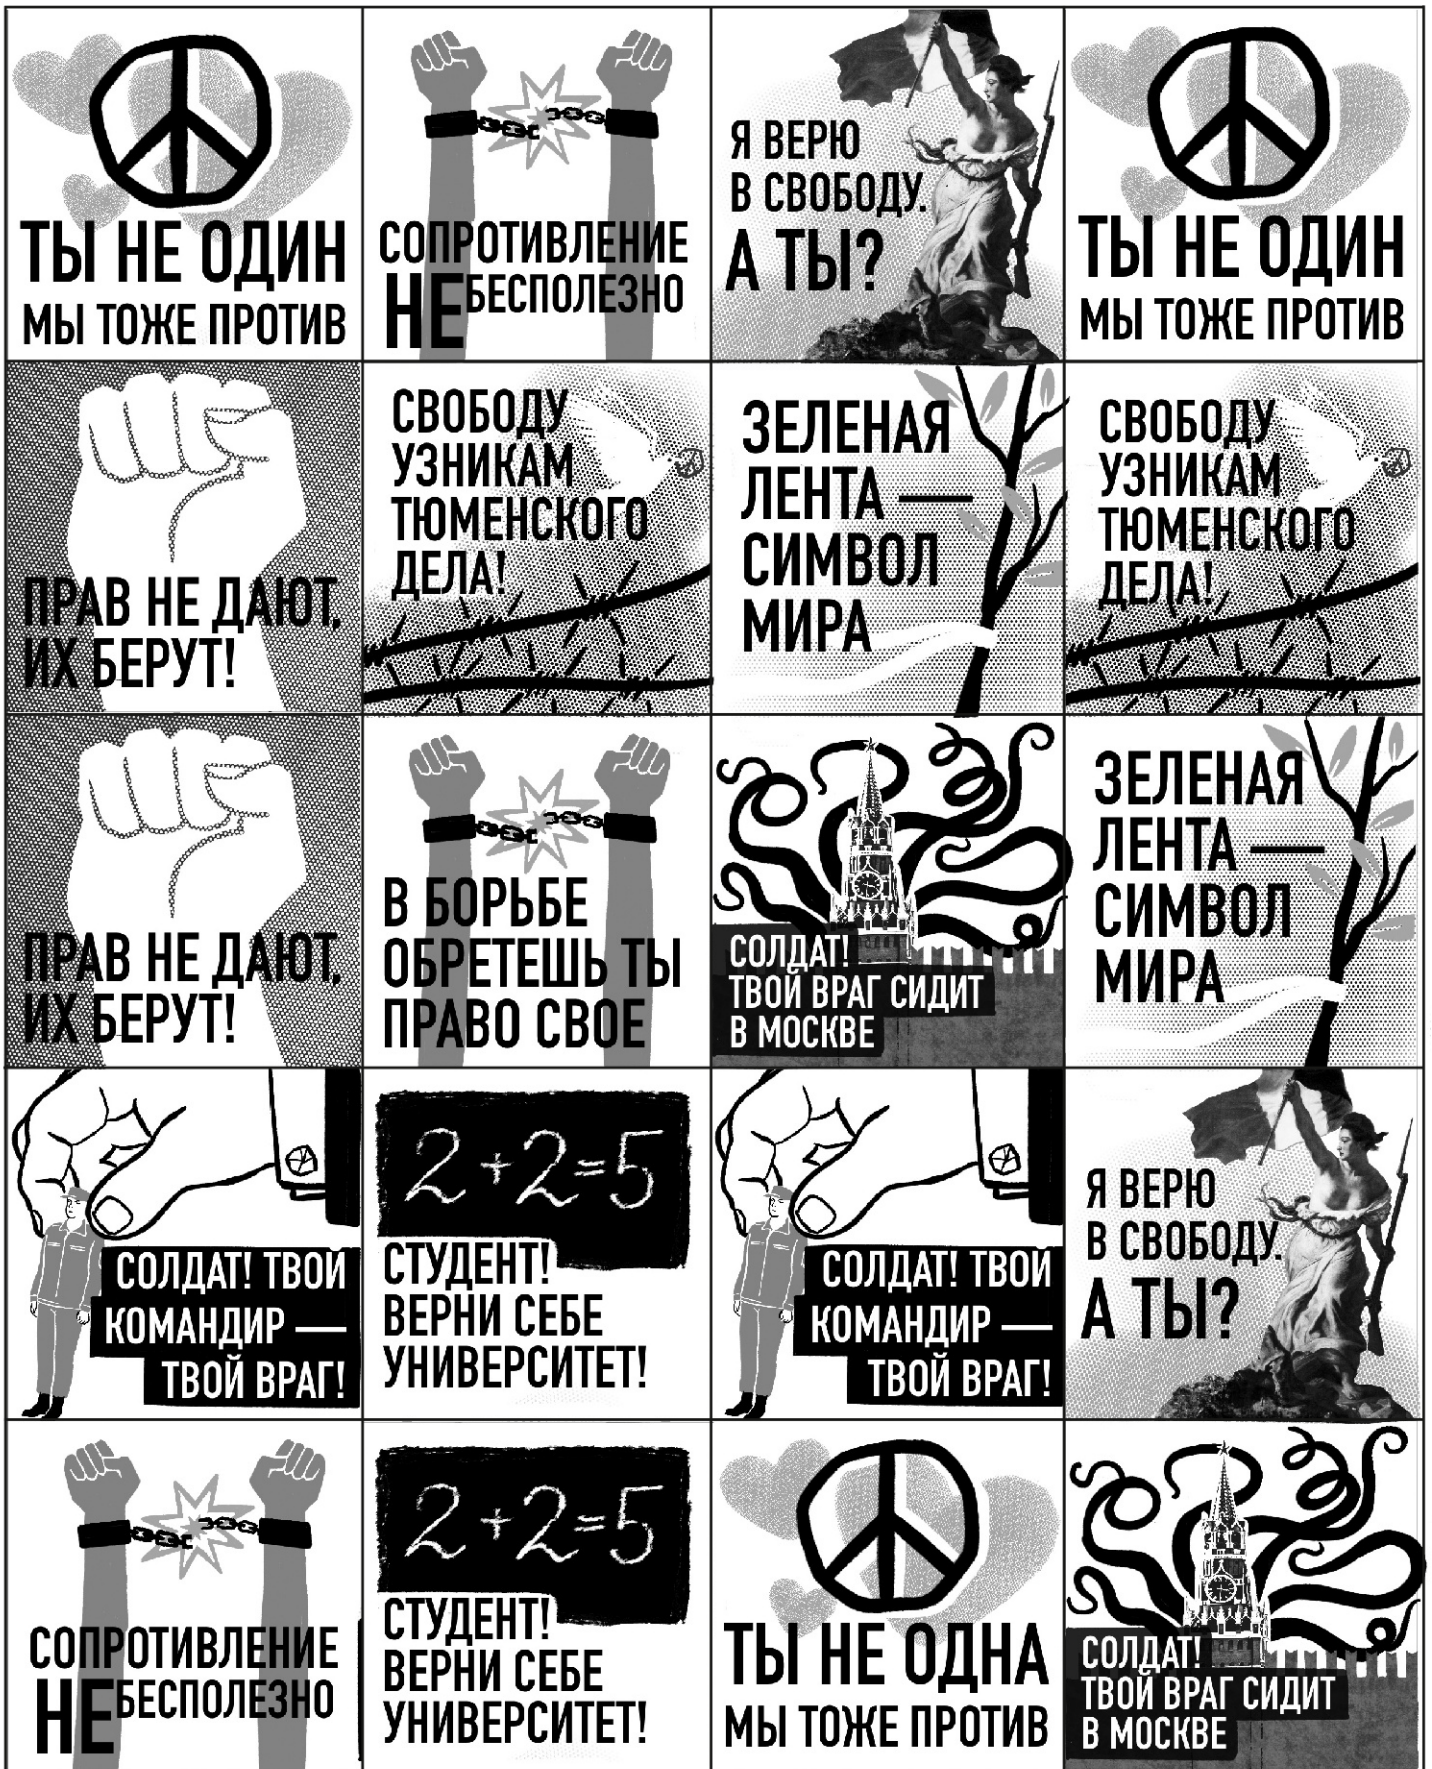 ТЫ НЕ ОДИН
МЫ ТОЖЕ ПРОТИВ
СОПРОТИВЛЕНИЕ
НЕ БЕСПОЛЕЗНО
Я ВЕРЮ
В СВОБОДУ.
А ТЫ?
ТЫ НЕ ОДИН
МЫ ТОЖЕ ПРОТИВ
ПРАВ НЕ ДАЮТ,
ИХ БЕРУТ!
СВОБОДУ
УЗНИКАМ
ТЮМЕНСКОГО
ДЕЛА!
ЗЕЛЕНАЯ
ЛЕНТА —
СИМВОЛ
МИРА
СВОБОДУ
УЗНИКАМ
ТЮМЕНСКОГО
ДЕЛА!
ПРАВ НЕ ДАЮТ,
ИХ БЕРУТ!
В БОРЬБЕ
ОБРЕТЕШЬ ТЫ
ПРАВО СВОЕ
СОЛДАТ!
ТВОЙ ВРАГ СИДИТ
В МОСКВЕ
ЗЕЛЕНАЯ
ЛЕНТА —
СИМВОЛ
МИРА
СОЛДАТ! ТВОЙ
КОМАНДИР —
ТВОЙ ВРАГ!
2+2=5
СТУДЕНТ!
ВЕРНИ СЕБЕ
УНИВЕРСИТЕТ!
СОЛДАТ! ТВОЙ
КОМАНДИР —
ТВОЙ ВРАГ!
Я ВЕРЮ
В СВОБОДУ.
А ТЫ?
СОПРОТИВЛЕНИЕ
НЕ БЕСПОЛЕЗНО
2+2=5
СТУДЕНТ!
ВЕРНИ СЕБЕ
УНИВЕРСИТЕТ!
ТЫ НЕ ОДНА
МЫ ТОЖЕ ПРОТИВ
СОЛДАТ!
ТВОЙ ВРАГ СИДИТ
В МОСКВЕ